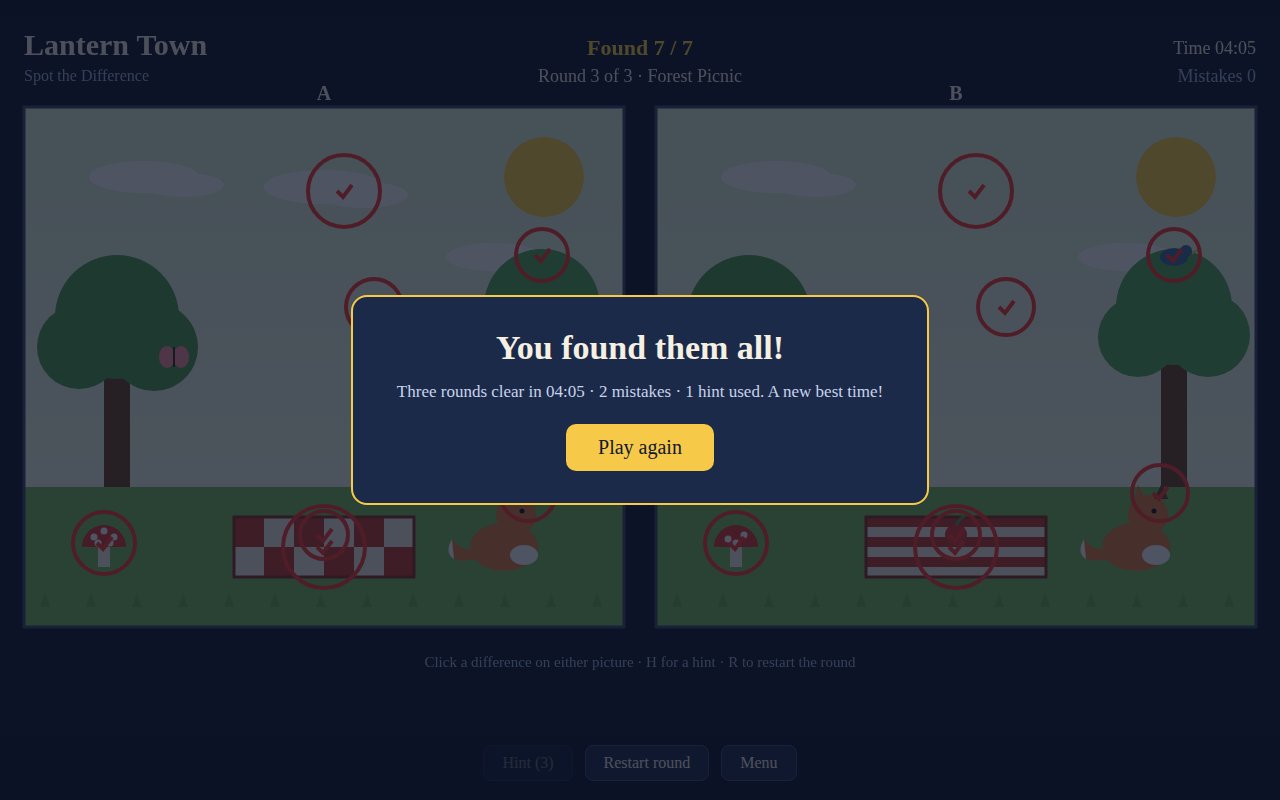 Lantern Town
Spot the Difference
Found 7 / 7
Round 3 of 3 · Forest Picnic
Time 04:05
Mistakes 0
A
B
You found them all!
Three rounds clear in 04:05 · 2 mistakes · 1 hint used. A new best time!
Play again
Click a difference on either picture · H for a hint · R to restart the round
Hint (3)
Restart round
Menu